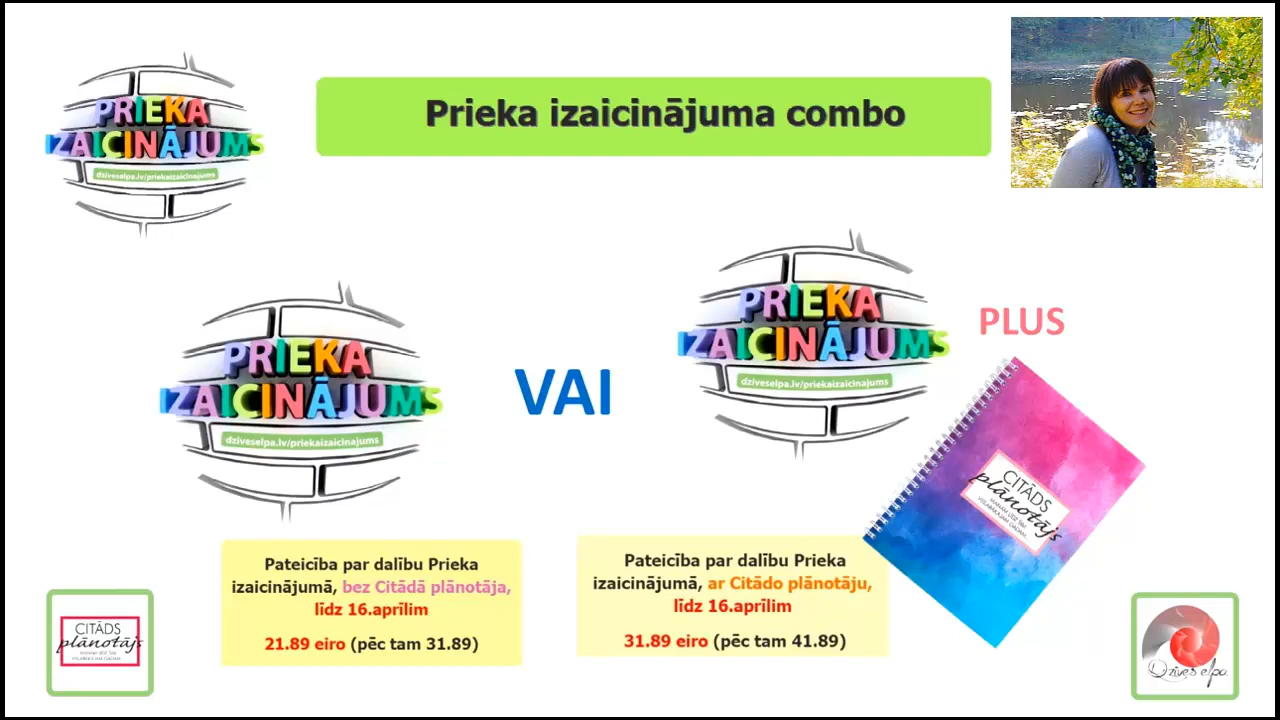 PRIEKA
IZAICINĀJUMS
dziveselpa.lv/priekaizaicinajums
Prieka izaicinājuma combo
PRIEKA
IZAICINĀJUMS
dziveselpa.lv/priekaizaicinajums
VAI
PRIEKA
IZAICINĀJUMS
dziveselpa.lv/priekaizaicinajums
PLUS
CITĀDS
plānotājs
Pateicība par dalību Prieka
izaicinājumā, bez Citādā plānotāja,
līdz 16.aprīlim
21.89 eiro (pēc tam 31.89)
Pateicība par dalību Prieka
izaicinājumā, ar Citādo plānotāju,
līdz 16.aprīlim
31.89 eiro (pēc tam 41.89)
CITĀDS
plānotājs
Dzīves elpa